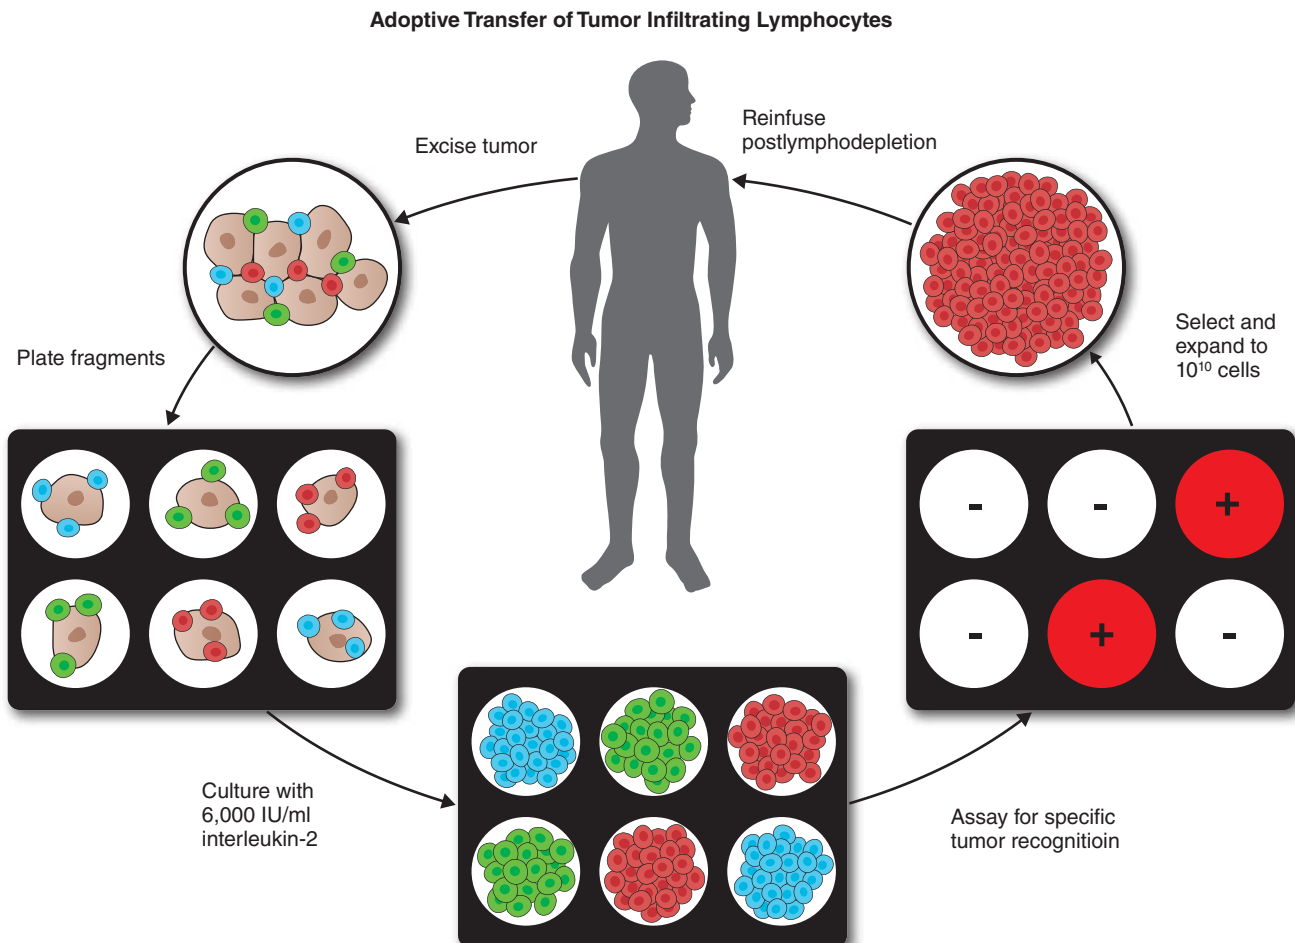 Adoptive Transfer of Tumor Infiltrating Lymphocytes
Excise tumor
Reinfuse
postlymphodepletion
Plate fragments
Select and
expand to
10¹⁰ cells
- - +
- + -
Culture with
6,000 IU/ml
interleukin-2
Assay for specific
tumor recognitioin